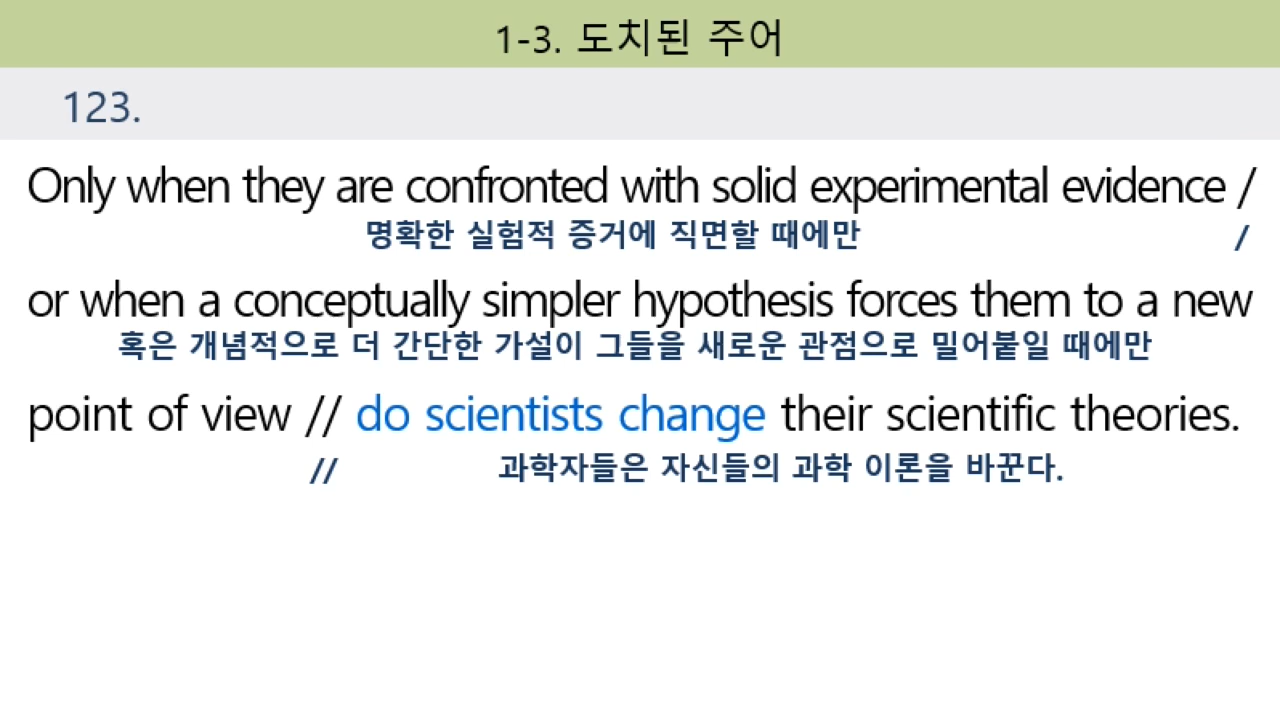 1-3. 도치된 주어
123.
Only when they are confronted with solid experimental evidence /
명확한 실험적 증거에 직면할 때에만 /
or when a conceptually simpler hypothesis forces them to a new
혹은 개념적으로 더 간단한 가설이 그들을 새로운 관점으로 밀어붙일 때에만
point of view // do scientists change their scientific theories.
// 과학자들은 자신들의 과학 이론을 바꾼다.